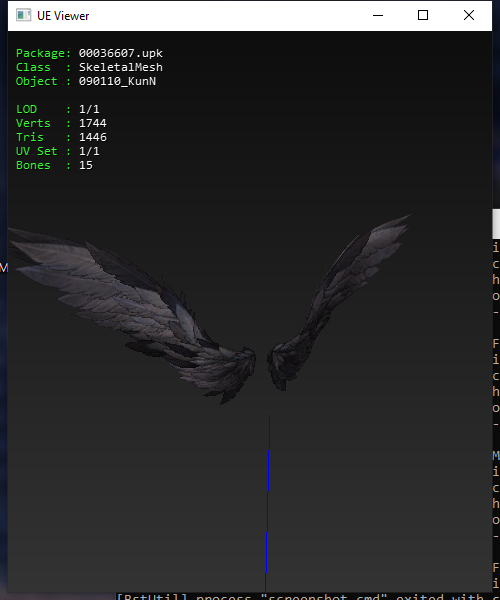 UE Viewer
Package: 00036607.upk
Class  : SkeletalMesh
Object : 090110_KunN
LOD    : 1/1
Verts  : 1744
Tris   : 1446
UV Set : 1/1
Bones  : 15
M
i
c
h
o
-
F
i
c
h
o
-
M
i
c
h
o
-
F
i
process "screenshot.cmd" exited with c